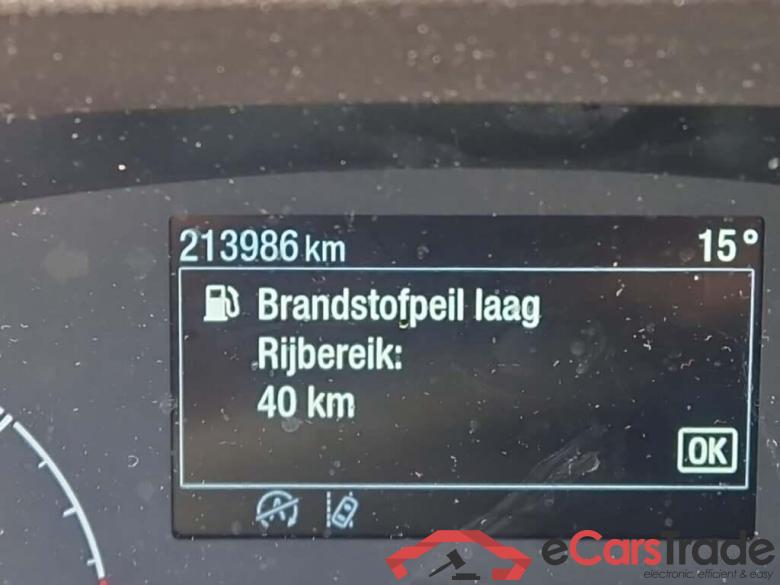 213986 km 15°
Brandstofpeil laag
Rijbereik:
40 km
OK
eCarsTrade
electronic, efficient & easy